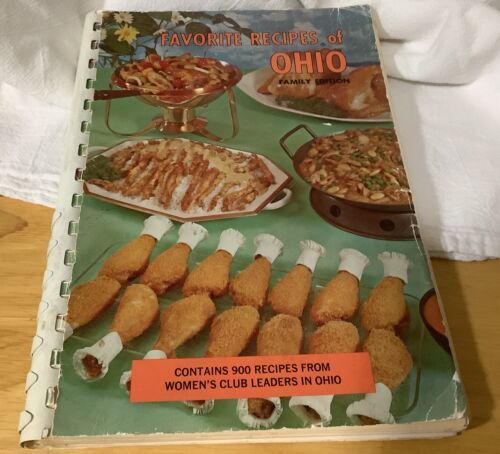 FAVORITE RECIPES of
OHIO
FAMILY EDITION
CONTAINS 900 RECIPES FROM
WOMEN'S CLUB LEADERS IN OHIO